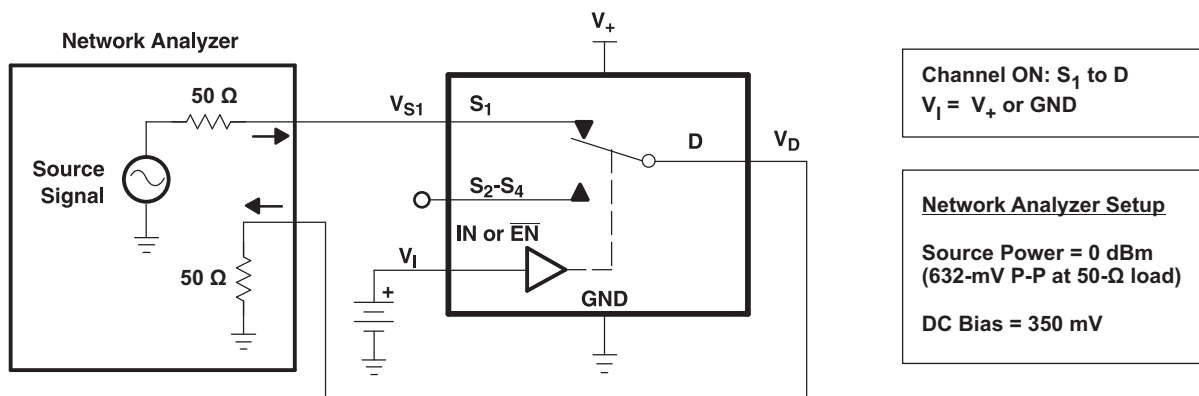 V+
Network Analyzer
50 Ω
Source
Signal
50 Ω
VS1
S1
D
VD
S2-S4
IN or E̅N̅
VI
+
GND
Channel ON: S1 to D
VI = V+ or GND
Network Analyzer Setup
Source Power = 0 dBm
(632-mV P-P at 50-Ω load)
DC Bias = 350 mV